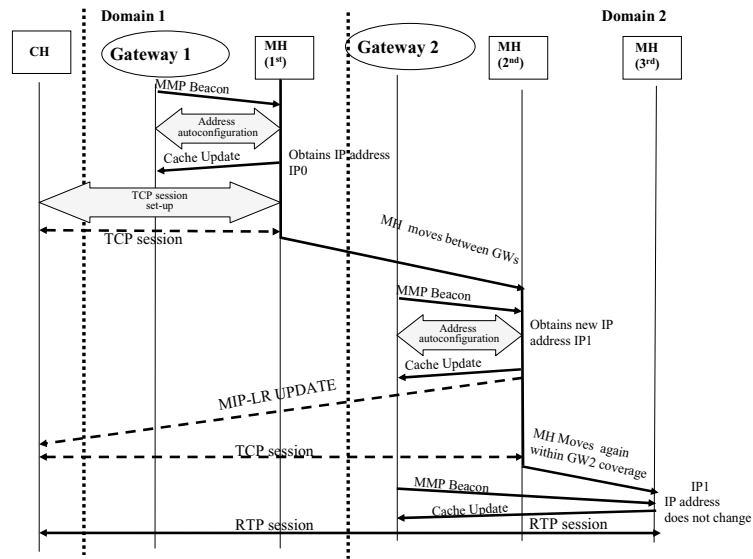 Domain 1
Domain 2
CH
Gateway 1
MH
(1st)
Gateway 2
MH
(2nd)
MH
(3rd)
MMP Beacon
Address
autoconfiguration
Cache Update
Obtains IP address
IP0
TCP session
set-up
TCP session
MH moves between GWs
MMP Beacon
Address
autoconfiguration
Obtains new IP
address IP1
Cache Update
MIP-LR UPDATE
TCP session
MH Moves again
within GW2 coverage
MMP Beacon
IP1
IP address
does not change
Cache Update
RTP session
RTP session